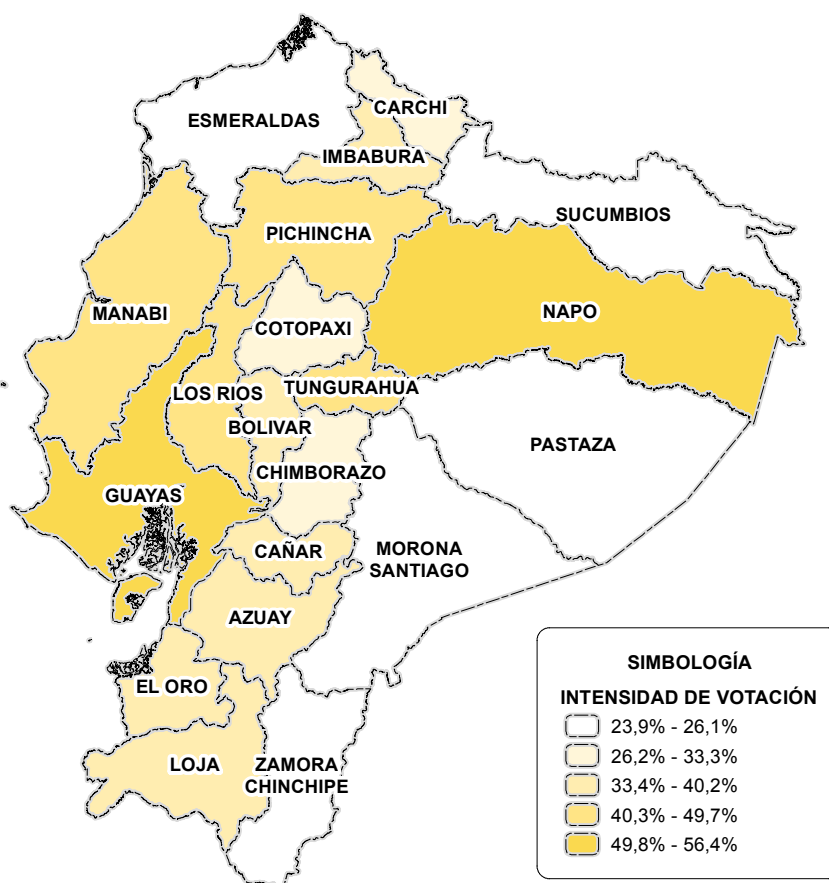 CARCHI
ESMERALDAS
IMBABURA
SUCUMBIOS
PICHINCHA
NAPO
MANABI
COTOPAXI
LOS RIOS
TUNGURAHUA
BOLIVAR
PASTAZA
CHIMBORAZO
GUAYAS
CAÑAR
MORONA
SANTIAGO
AZUAY
EL ORO
LOJA
ZAMORA
CHINCHIPE
SIMBOLOGÍA
INTENSIDAD DE VOTACIÓN
23,9% - 26,1%
26,2% - 33,3%
33,4% - 40,2%
40,3% - 49,7%
49,8% - 56,4%